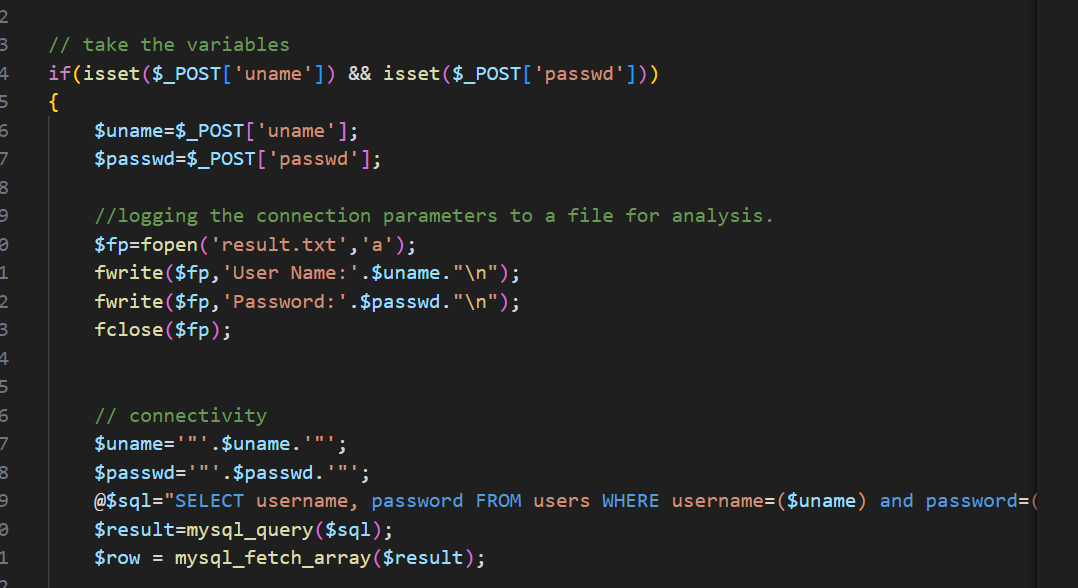 2
3 // take the variables
4 if(isset($_POST['uname']) && isset($_POST['passwd']))
5 {
6 $uname=$_POST['uname'];
7 $passwd=$_POST['passwd'];
8
9 //logging the connection parameters to a file for analysis.
0 $fp=fopen('result.txt','a');
1 fwrite($fp,'User Name:'.$uname."\n");
2 fwrite($fp,'Password:'.$passwd."\n");
3 fclose($fp);
4
5
6 // connectivity
7 $uname='"'.$uname.'"';
8 $passwd='"'.$passwd.'"';
9 @$sql="SELECT username, password FROM users WHERE username=($uname) and password=(
0 $result=mysql_query($sql);
1 $row = mysql_fetch_array($result);
2